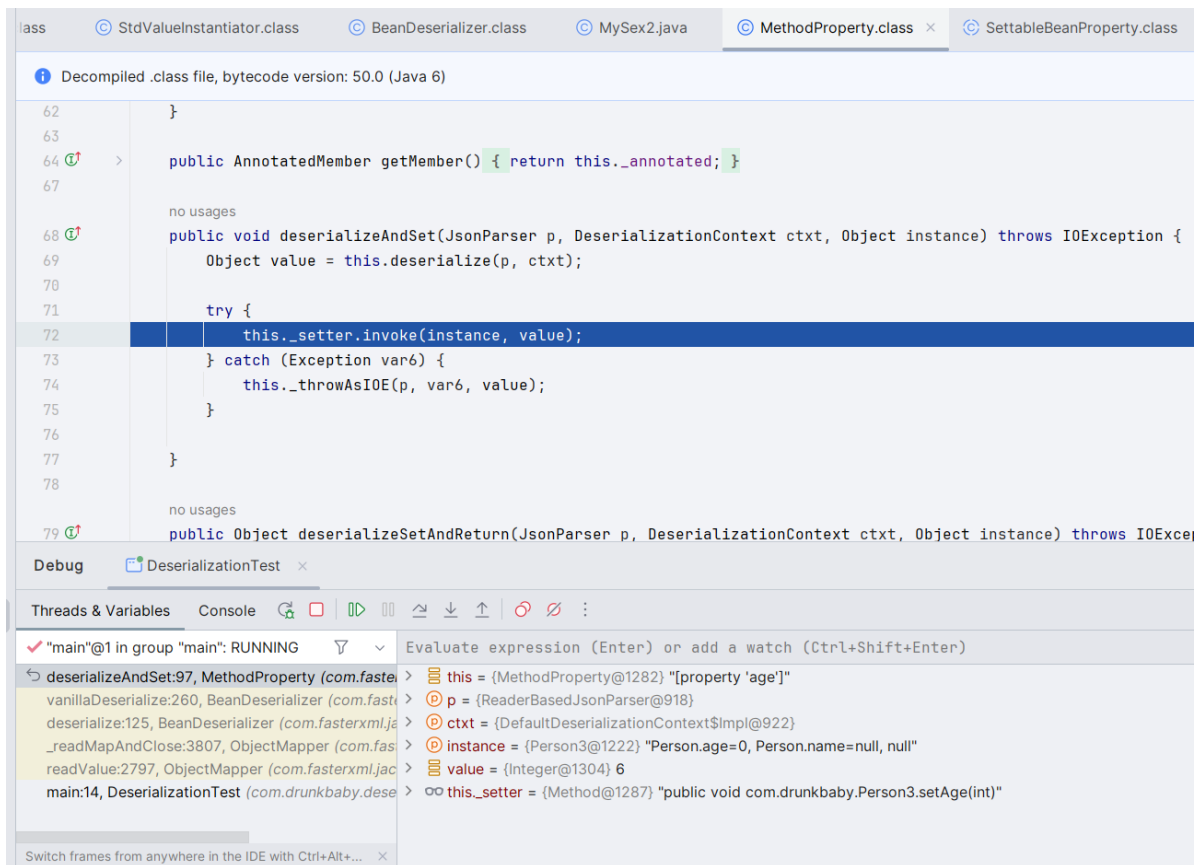 lass StdValueInstantiator.class BeanDeserializer.class MySex2.java MethodProperty.class SettableBeanProperty.class
Decompiled .class file, bytecode version: 50.0 (Java 6)
62 }
63
64 public AnnotatedMember getMember() { return this._annotated; }
67
no usages
68 public void deserializeAndSet(JsonParser p, DeserializationContext ctxt, Object instance) throws IOException {
69 Object value = this.deserialize(p, ctxt);
70
71 try {
72 this._setter.invoke(instance, value);
73 } catch (Exception var6) {
74 this._throwAsIOE(p, var6, value);
75 }
76
77 }
78
no usages
79 public Object deserializeSetAndReturn(JsonParser p, DeserializationContext ctxt, Object instance) throws IOExcep
Debug DeserializationTest
Threads & Variables Console
"main"@1 in group "main": RUNNING
deserializeAndSet:97, MethodProperty (com.faste
vanillaDeserialize:260, BeanDeserializer (com.fast
deserialize:125, BeanDeserializer (com.fasterxml.ja
_readMapAndClose:3807, ObjectMapper (com.fas
readValue:2797, ObjectMapper (com.fasterxml.jac
main:14, DeserializationTest (com.drunkbaby.dese
Switch frames from anywhere in the IDE with Ctrl+Alt+...
Evaluate expression (Enter) or add a watch (Ctrl+Shift+Enter)
this = {MethodProperty@1282} "[property 'age']"
p = {ReaderBasedJsonParser@918}
ctxt = {DefaultDeserializationContext$Impl@922}
instance = {Person3@1222} "Person.age=0, Person.name=null, null"
value = {Integer@1304} 6
this._setter = {Method@1287} "public void com.drunkbaby.Person3.setAge(int)"